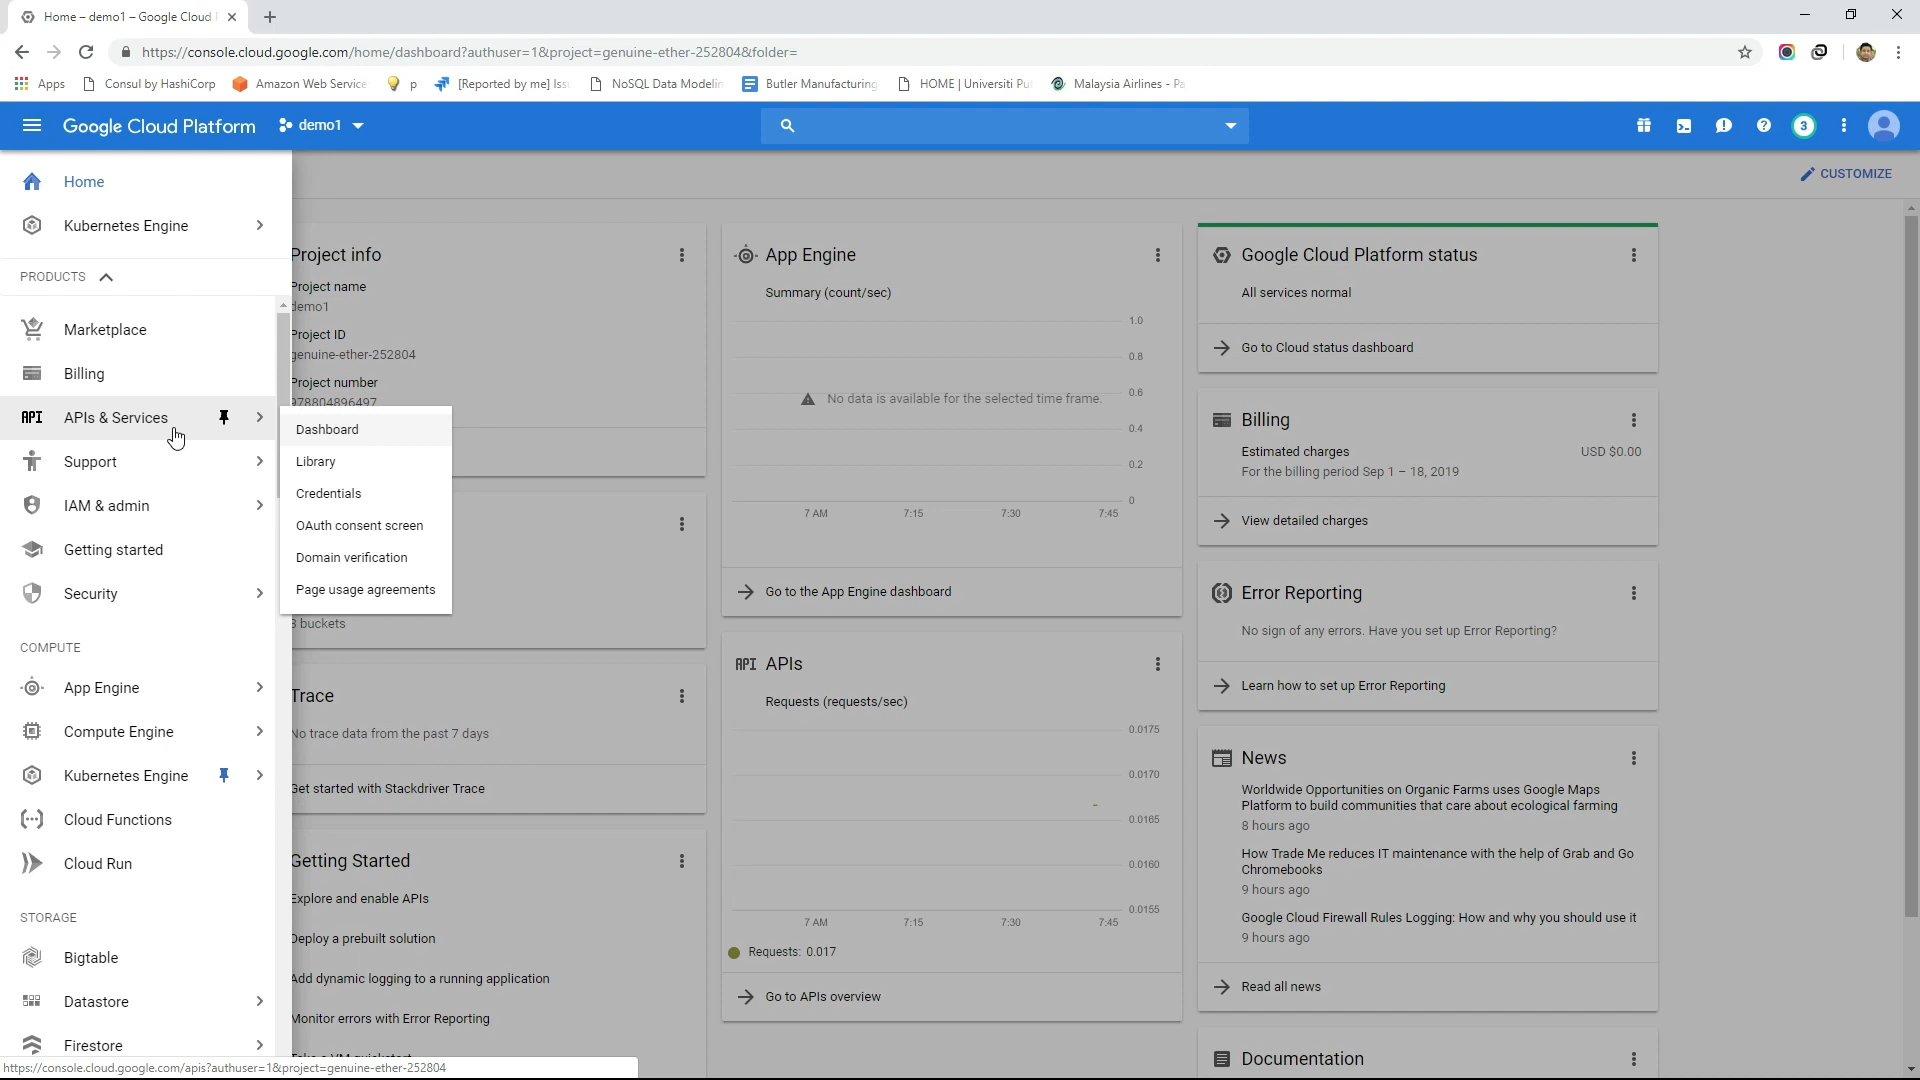 Home – demo1 – Google Cloud
https://console.cloud.google.com/home/dashboard?authuser=1&project=genuine-ether-252804&folder=
Apps
Consul by HashiCorp
Amazon Web Service
p
[Reported by me] Iss
NoSQL Data Modelin
Butler Manufacturing
HOME | Universiti Put
Malaysia Airlines - Pa
Google Cloud Platform
demo1
3
Home
Kubernetes Engine
PRODUCTS
Marketplace
Billing
API APIs & Services
Support
IAM & admin
Getting started
Security
COMPUTE
App Engine
Compute Engine
Kubernetes Engine
Cloud Functions
Cloud Run
STORAGE
Bigtable
Datastore
Firestore
https://console.cloud.google.com/apis?authuser=1&project=genuine-ether-252804
Dashboard
Library
Credentials
OAuth consent screen
Domain verification
Page usage agreements
CUSTOMIZE
Project info
Project name
demo1
Project ID
genuine-ether-252804
Project number
978804896497
3 buckets
Trace
No trace data from the past 7 days
Get started with Stackdriver Trace
Getting Started
Explore and enable APIs
Deploy a prebuilt solution
Add dynamic logging to a running application
Monitor errors with Error Reporting
Take a VM quickstart
App Engine
Summary (count/sec)
1.0
0.8
No data is available for the selected time frame.
0.6
0.4
0.2
0
7 AM 7:15 7:30 7:45
Go to the App Engine dashboard
API APIs
Requests (requests/sec)
0.0175
0.0170
0.0165
0.0160
0.0155
7 AM 7:15 7:30 7:45
Requests: 0.017
Go to APIs overview
Google Cloud Platform status
All services normal
Go to Cloud status dashboard
Billing
Estimated charges USD $0.00
For the billing period Sep 1 – 18, 2019
View detailed charges
Error Reporting
No sign of any errors. Have you set up Error Reporting?
Learn how to set up Error Reporting
News
Worldwide Opportunities on Organic Farms uses Google Maps
Platform to build communities that care about ecological farming
8 hours ago
How Trade Me reduces IT maintenance with the help of Grab and Go
Chromebooks
9 hours ago
Google Cloud Firewall Rules Logging: How and why you should use it
9 hours ago
Read all news
Documentation